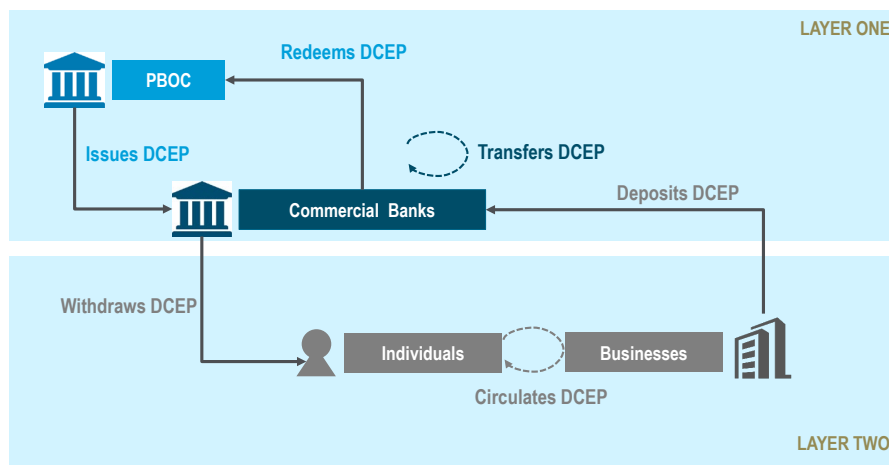 LAYER ONE
Redeems DCEP
PBOC
Issues DCEP
Transfers DCEP
Commercial Banks
Deposits DCEP
Withdraws DCEP
Individuals
Businesses
Circulates DCEP
LAYER TWO